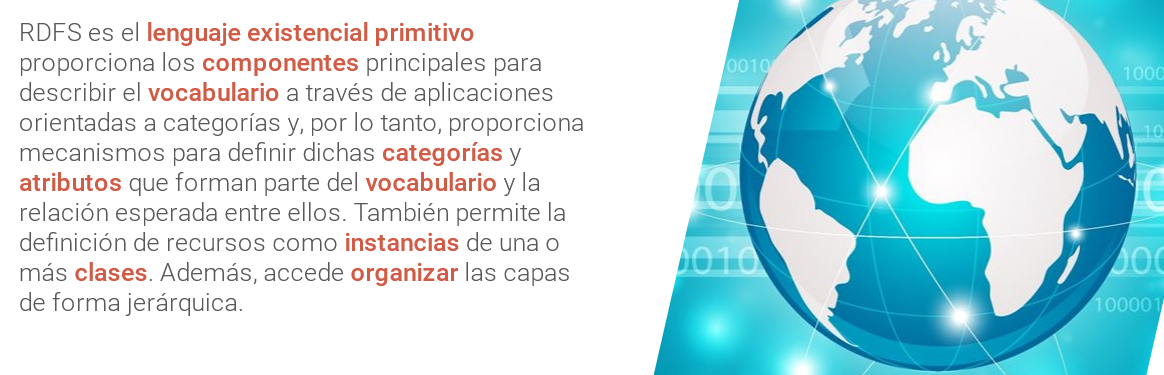 RDFS es el lenguaje existencial primitivo
proporciona los componentes principales para
describir el vocabulario a través de aplicaciones
orientadas a categorías y, por lo tanto, proporciona
mecanismos para definir dichas categorías y
atributos que forman parte del vocabulario y la
relación esperada entre ellos. También permite la
definición de recursos como instancias de una o
más clases. Además, accede organizar las capas
de forma jerárquica.